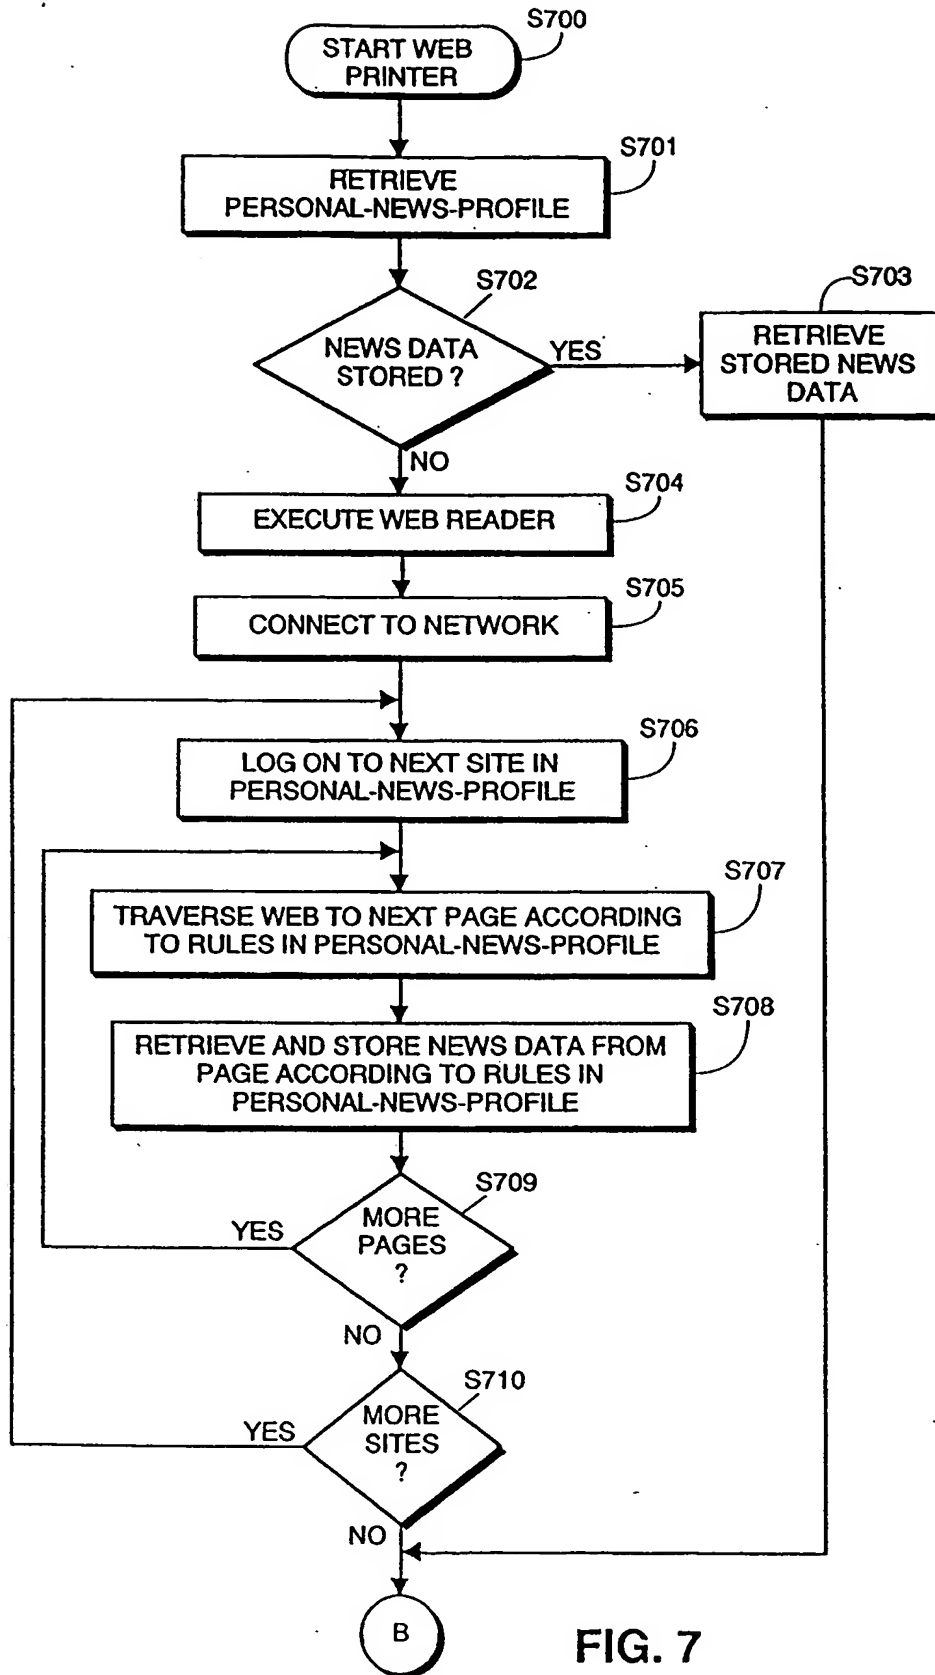 S700
START WEB
PRINTER
S701
RETRIEVE
PERSONAL-NEWS-PROFILE
S702
NEWS DATA
STORED ?
YES
S703
RETRIEVE
STORED NEWS
DATA
NO
S704
EXECUTE WEB READER
S705
CONNECT TO NETWORK
S706
LOG ON TO NEXT SITE IN
PERSONAL-NEWS-PROFILE
S707
TRAVERSE WEB TO NEXT PAGE ACCORDING
TO RULES IN PERSONAL-NEWS-PROFILE
S708
RETRIEVE AND STORE NEWS DATA FROM
PAGE ACCORDING TO RULES IN
PERSONAL-NEWS-PROFILE
S709
MORE
PAGES
?
YES
NO
S710
MORE
SITES
?
YES
NO
B
FIG. 7